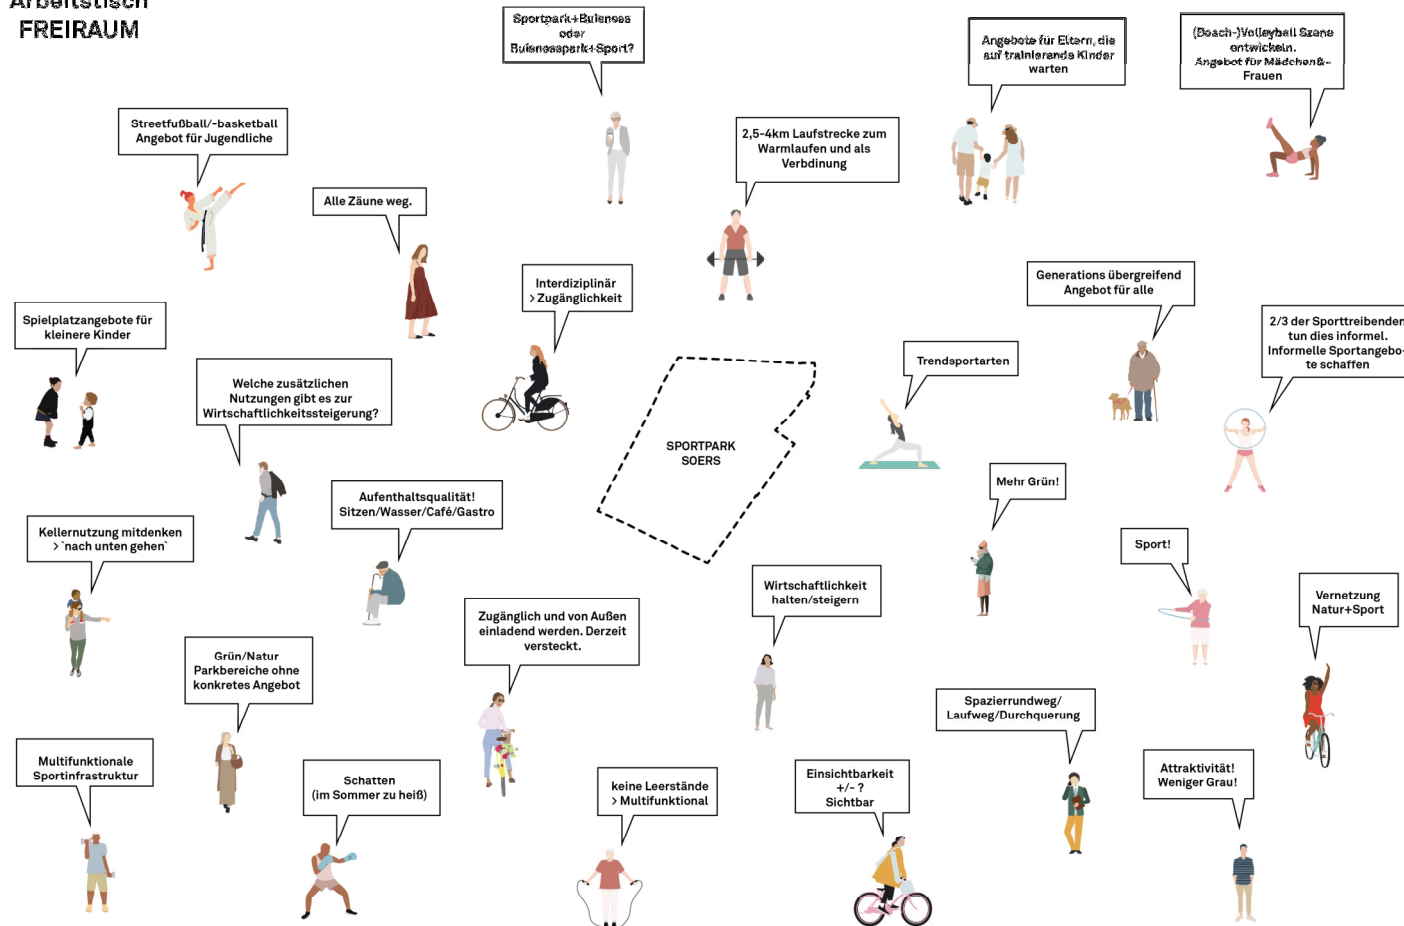 Arbeitstisch
FREIRAUM
Sportpark+Buisness
oder
Buisnesspark+Sport?
Angebote für Eltern, die
auf trainierende Kinder
warten
(Beach-)Volleyball Szene
entwickeln.
Angebot für Mädchen&-
Frauen
Streetfußball/-basketball
Angebot für Jugendliche
2,5-4km Laufstrecke zum
Warmlaufen und als
Verbdinung
Alle Zäune weg.
Interdiziplinär
> Zugänglichkeit
Generations übergreifend
Angebot für alle
Spielplatzangebote für
kleinere Kinder
2/3 der Sporttreibenden
tun dies informel.
Informelle Sportangebo-
te schaffen
Trendsportarten
Welche zusätzlichen
Nutzungen gibt es zur
Wirtschaftlichkeitssteigerung?
SPORTPARK
SOERS
Mehr Grün!
Aufenthaltsqualität!
Sitzen/Wasser/Café/Gastro
Kellernutzung mitdenken
> `nach unten gehen`
Sport!
Wirtschaftlichkeit
halten/steigern
Vernetzung
Natur+Sport
Zugänglich und von Außen
einladend werden. Derzeit
versteckt.
Grün/Natur
Parkbereiche ohne
konkretes Angebot
Spazierrundweg/
Laufweg/Durchquerung
Multifunktionale
Sportinfrastruktur
Schatten
(im Sommer zu heiß)
keine Leerstände
> Multifunktional
Einsichtbarkeit
+/- ?
Sichtbar
Attraktivität!
Weniger Grau!